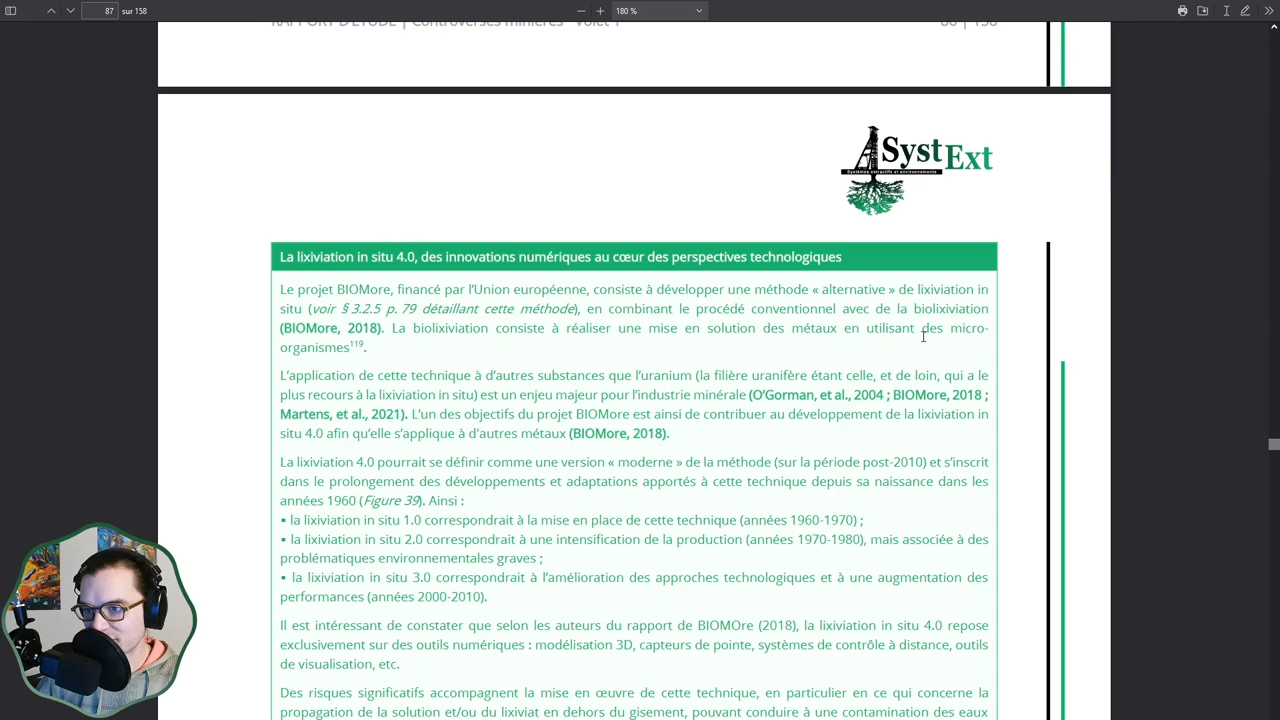 87 sur 158
180 %
RAPPORT D'ÉTUDE | Controverses minières - Volet 1
86 | 158
SystExt
Systèmes extractifs et environnements
La lixiviation in situ 4.0, des innovations numériques au cœur des perspectives technologiques
Le projet BIOMore, financé par l'Union européenne, consiste à développer une méthode « alternative » de lixiviation in
situ (voir § 3.2.5 p. 79 détaillant cette méthode), en combinant le procédé conventionnel avec de la biolixiviation
(BIOMore, 2018). La biolixiviation consiste à réaliser une mise en solution des métaux en utilisant des micro-
organismes119.
L'application de cette technique à d'autres substances que l'uranium (la filière uranifère étant celle, et de loin, qui a le
plus recours à la lixiviation in situ) est un enjeu majeur pour l'industrie minérale (O'Gorman, et al., 2004 ; BIOMore, 2018 ;
Martens, et al., 2021). L'un des objectifs du projet BIOMore est ainsi de contribuer au développement de la lixiviation in
situ 4.0 afin qu'elle s'applique à d'autres métaux (BIOMore, 2018).
La lixiviation 4.0 pourrait se définir comme une version « moderne » de la méthode (sur la période post-2010) et s'inscrit
dans le prolongement des développements et adaptations apportés à cette technique depuis sa naissance dans les
années 1960 (Figure 39). Ainsi :
▪ la lixiviation in situ 1.0 correspondrait à la mise en place de cette technique (années 1960-1970) ;
▪ la lixiviation in situ 2.0 correspondrait à une intensification de la production (années 1970-1980), mais associée à des
problématiques environnementales graves ;
▪ la lixiviation in situ 3.0 correspondrait à l'amélioration des approches technologiques et à une augmentation des
performances (années 2000-2010).
Il est intéressant de constater que selon les auteurs du rapport de BIOMOre (2018), la lixiviation in situ 4.0 repose
exclusivement sur des outils numériques : modélisation 3D, capteurs de pointe, systèmes de contrôle à distance, outils
de visualisation, etc.
Des risques significatifs accompagnent la mise en œuvre de cette technique, en particulier en ce qui concerne la
propagation de la solution et/ou du lixiviat en dehors du gisement, pouvant conduire à une contamination des eaux